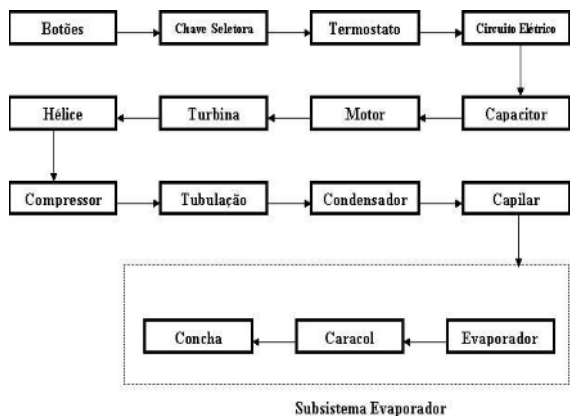 Botões
Chave Seletora
Termostato
Circuito Elétrico
Hélice
Turbina
Motor
Capacitor
Compressor
Tubulação
Condensador
Capilar
Concha
Caracol
Evaporador
Subsistema Evaporador